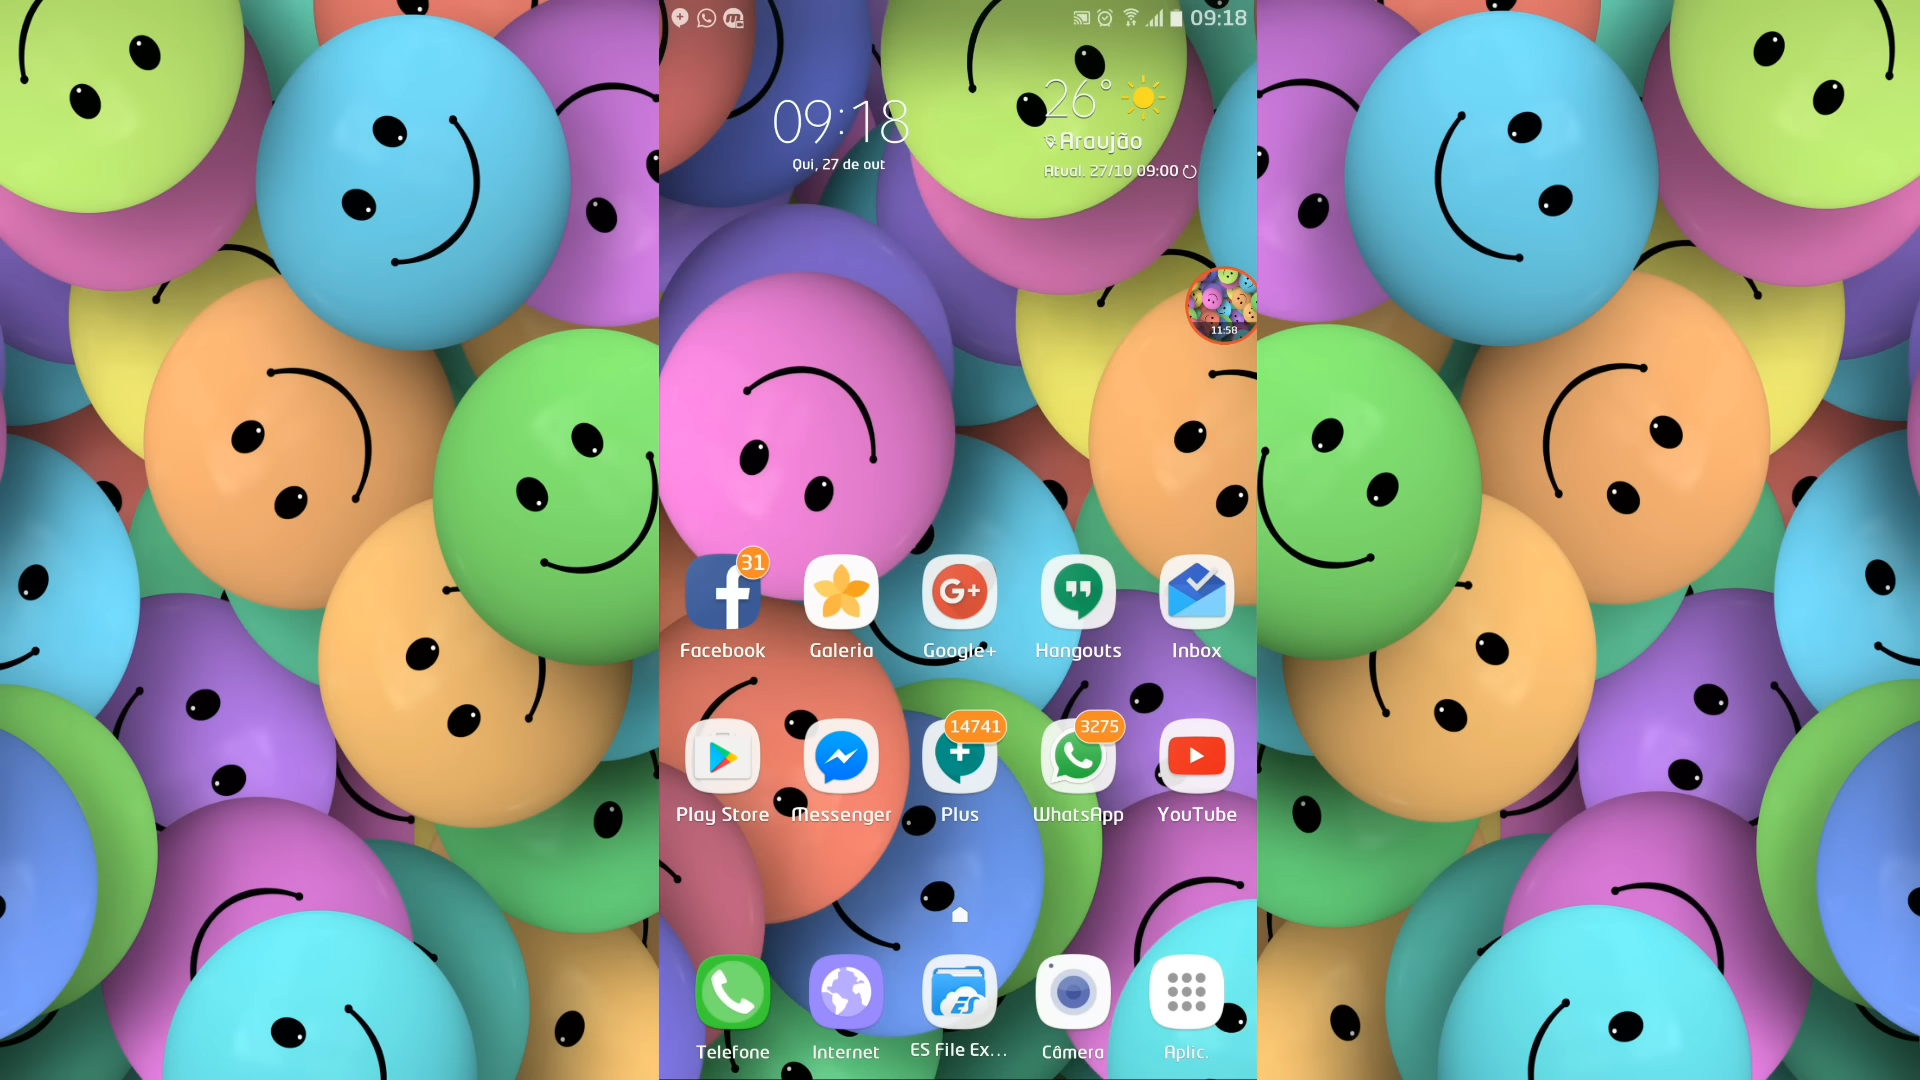 09:18
09:18
Qui, 27 de out
26°
Araujão
Atual. 27/10 09:00
11:58
31
Facebook
Galeria
G+
Google+
Hangouts
Inbox
14741
3275
Play Store
Messenger
Plus
WhatsApp
YouTube
ES
Telefone
Internet
ES File Ex...
Câmera
Aplic.